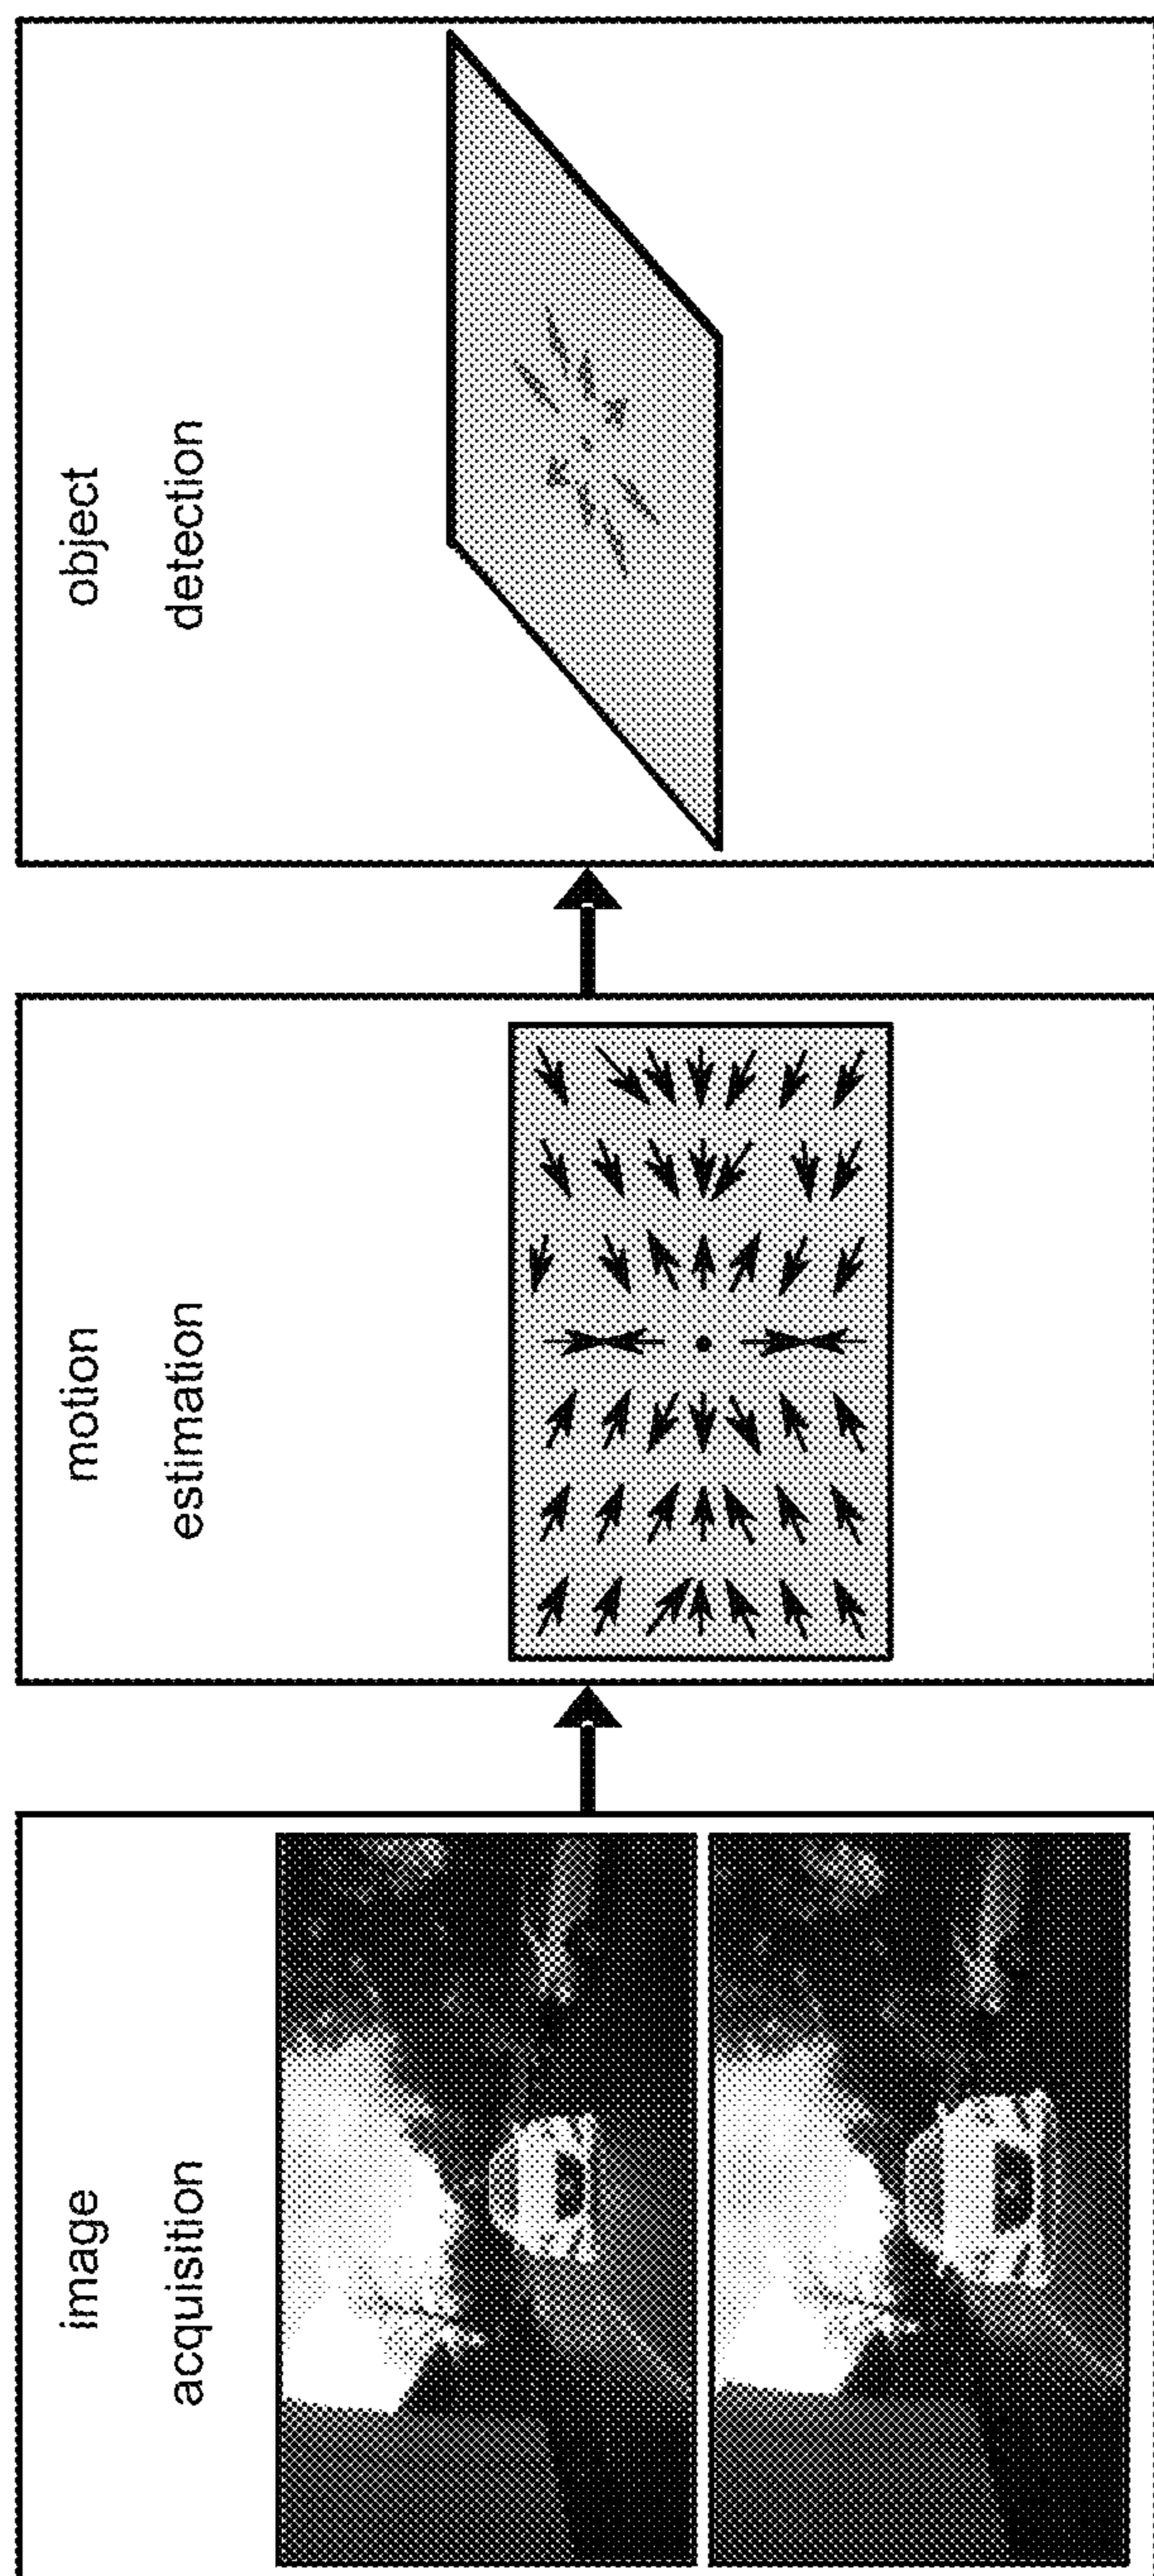 image
acquisition
motion
estimation
object
detection